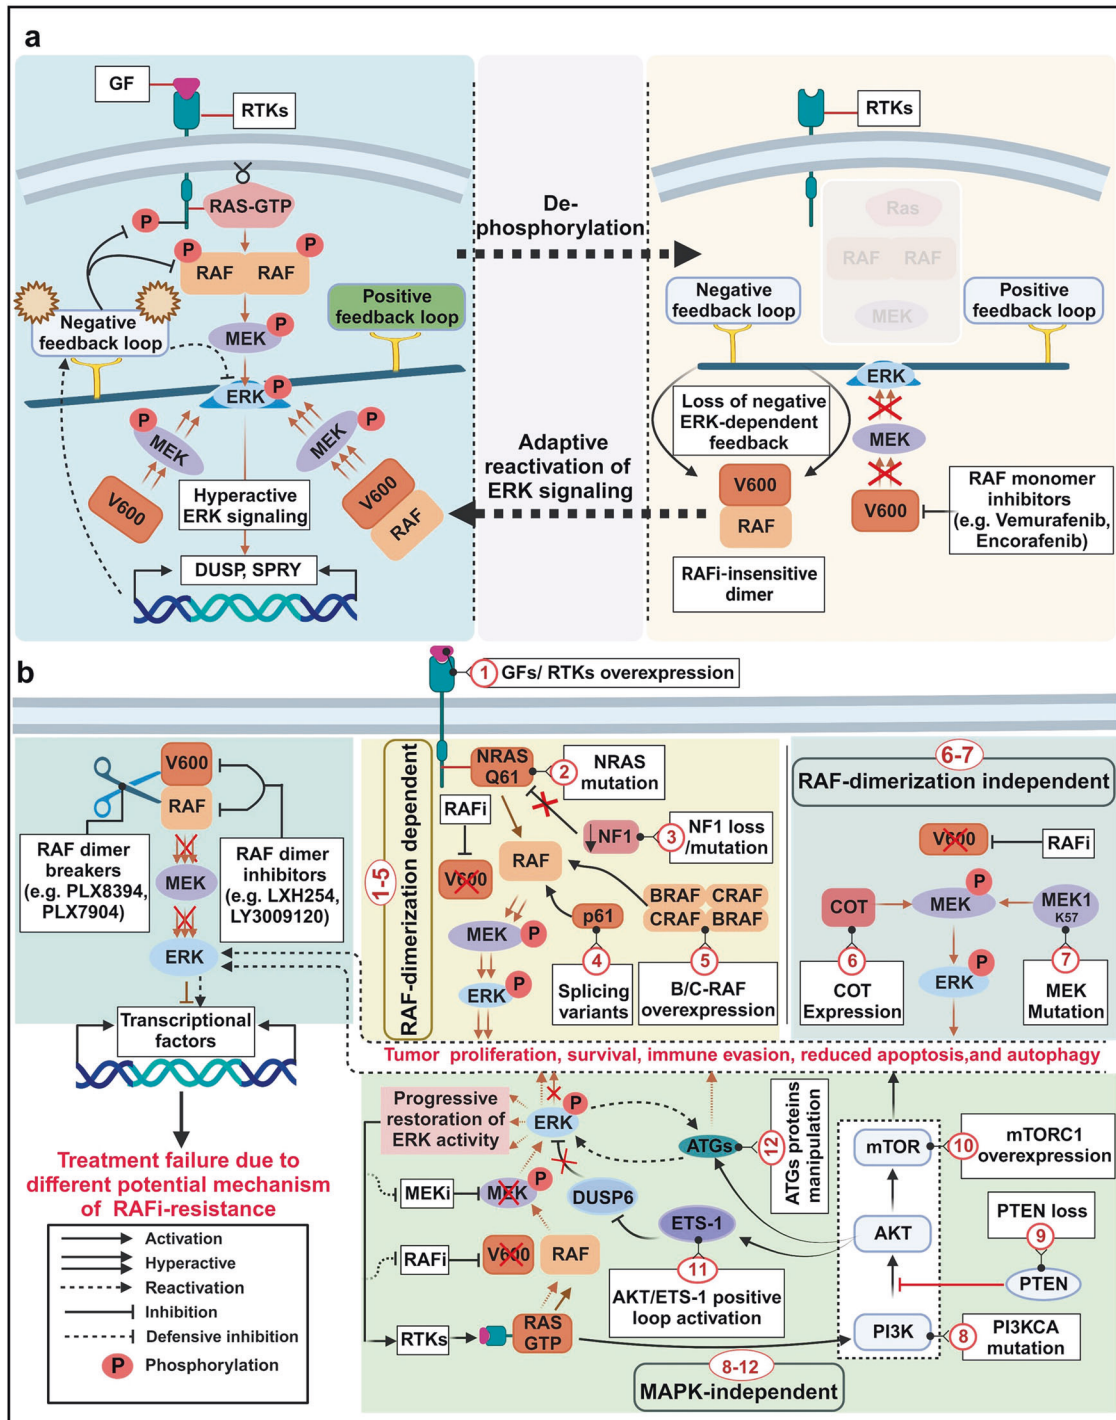 a
GF
RTKs
RAS-GTP
P
P
P
RAF
RAF
Negative
feedback loop
Positive
feedback loop
MEK
P
ERK
P
P
MEK
V600
MEK
P
V600
RAF
Hyperactive
ERK signaling
DUSP, SPRY
De-
phosphorylation
Adaptive
reactivation of
ERK signaling
RTKs
Ras
RAF
RAF
MEK
Negative
feedback loop
Positive
feedback loop
ERK
Loss of negative
ERK-dependent
feedback
MEK
V600
RAF
V600
RAF monomer
inhibitors
(e.g. Vemurafenib,
Encorafenib)
RAFi-insensitive
dimer
b
1
GFs/ RTKs overexpression
V600
RAF
MEK
ERK
RAF dimer
breakers
(e.g. PLX8394,
PLX7904)
RAF dimer
inhibitors
(e.g. LXH254,
LY3009120)
Transcriptional
factors
Treatment failure due to
different potential mechanism
of RAFi-resistance
Activation
Hyperactive
Reactivation
Inhibition
Defensive inhibition
P
Phosphorylation
1-5
RAF-dimerization dependent
NRAS
Q61
2
NRAS
mutation
RAFi
V600
NF1
3
NF1 loss
/mutation
RAF
BRAF
CRAF
CRAF
BRAF
p61
MEK
P
ERK
P
4
Splicing
variants
5
B/C-RAF
overexpression
6-7
RAF-dimerization independent
V600
RAFi
COT
MEK
P
MEK1
K57
6
COT
Expression
ERK
P
7
MEK
Mutation
Tumor proliferation, survival, immune evasion, reduced apoptosis,and autophagy
Progressive
restoration of
ERK activity
ERK
P
ATGs
12
ATGs proteins
manipulation
MEKi
MEK
P
DUSP6
RAFi
V600
RAF
ETS-1
11
AKT/ETS-1 positive
loop activation
RTKs
RAS
GTP
mTOR
10
mTORC1
overexpression
AKT
PTEN loss
9
PTEN
PI3K
8
PI3KCA
mutation
8-12
MAPK-independent